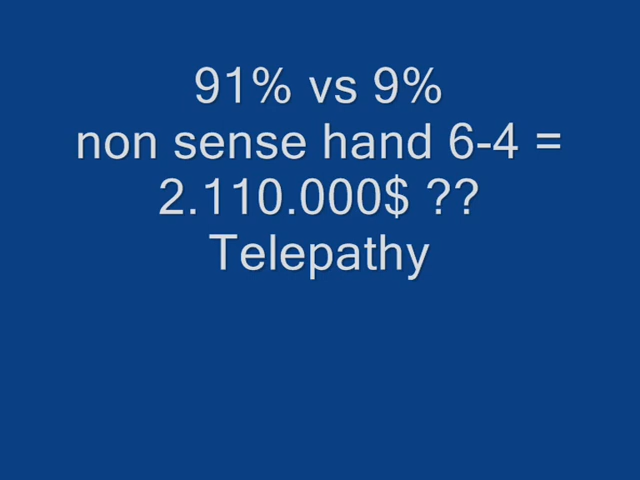 91% vs 9%
non sense hand 6-4 =
2.110.000$ ??
Telepathy